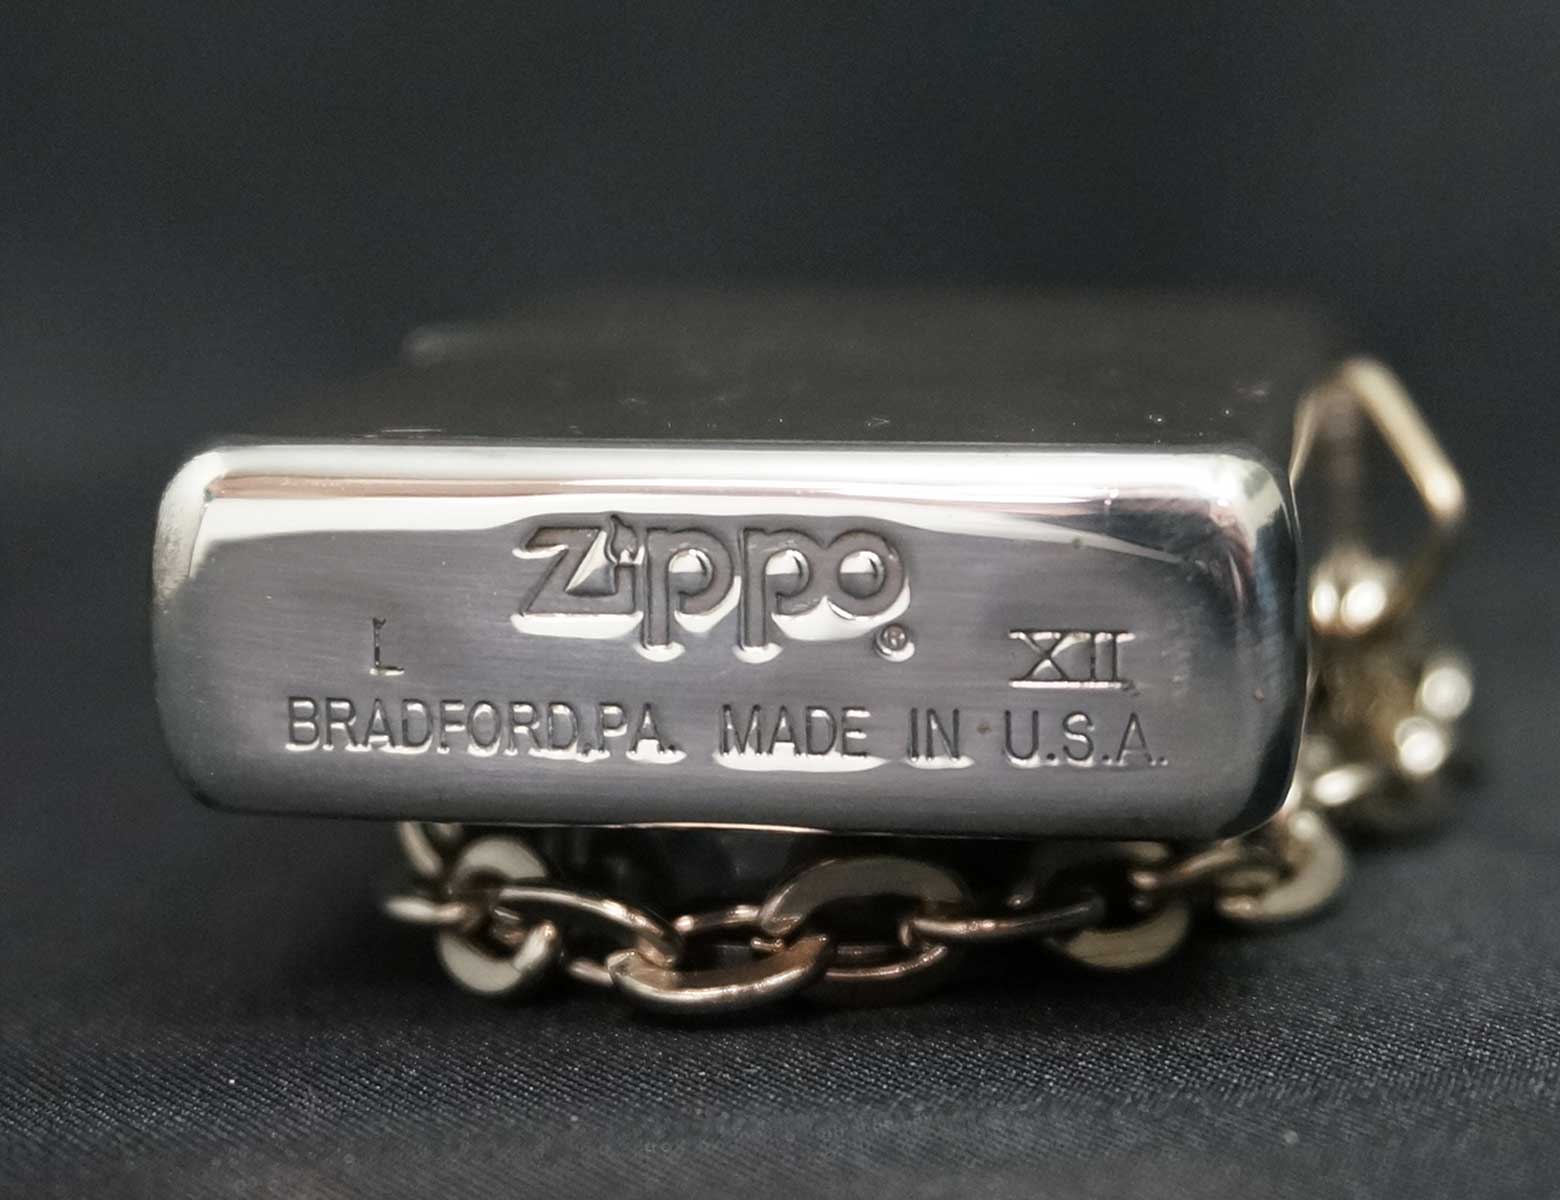 Zippo®
L XII
BRADFORD,PA. MADE IN U.S.A.